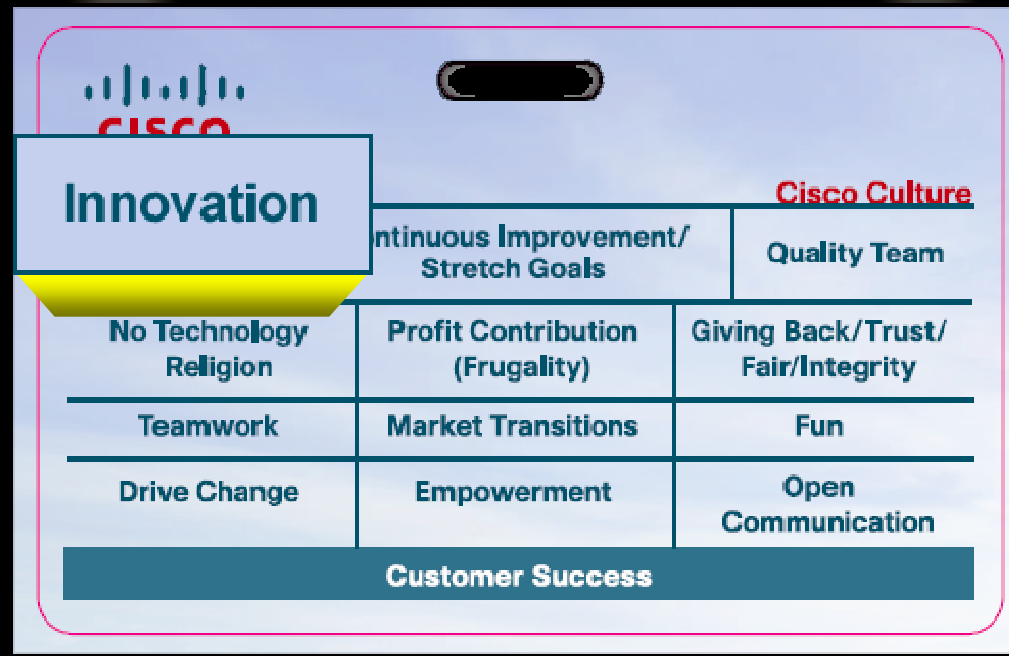 CISCO
Innovation
Cisco Culture
ntinuous Improvement/
Stretch Goals
Quality Team
No Technology
Religion
Profit Contribution
(Frugality)
Giving Back/Trust/
Fair/Integrity
Teamwork
Market Transitions
Fun
Drive Change
Empowerment
Open
Communication
Customer Success